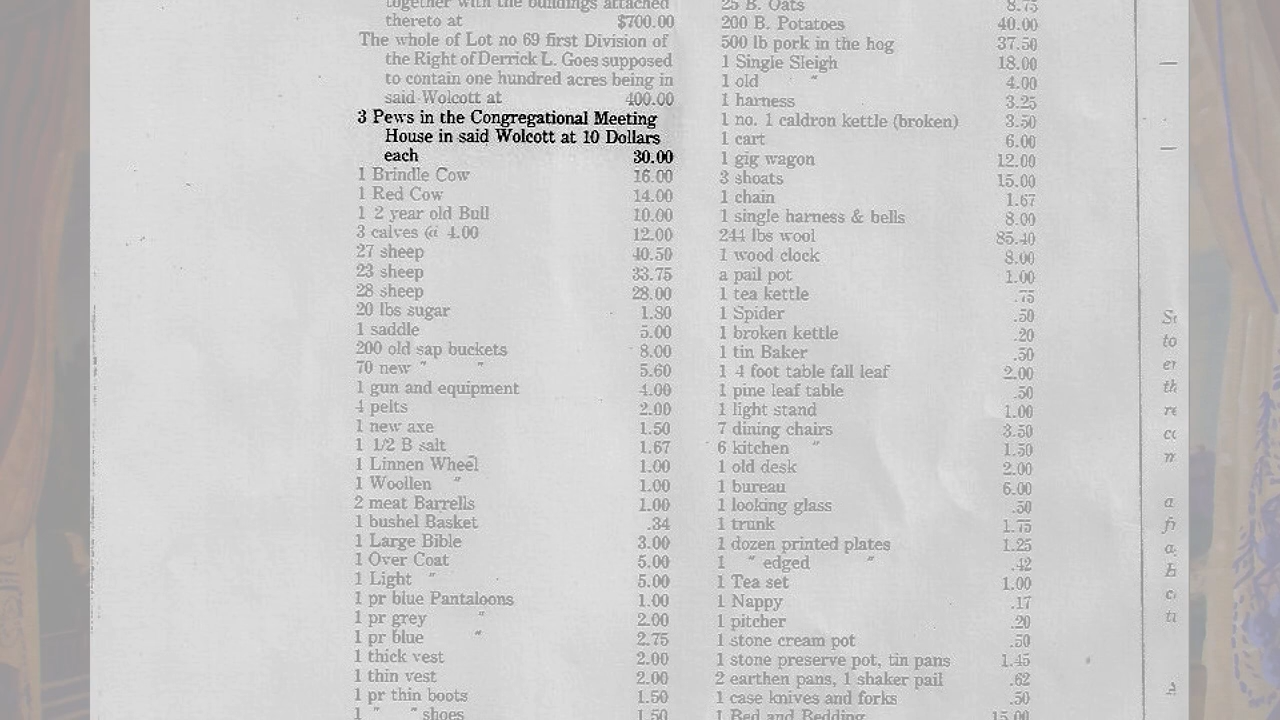 together with the buildings attached
thereto at $700.00
The whole of Lot no 69 first Division of
the Right of Derrick L. Goes supposed
to contain one hundred acres being in
said Wolcott at 400.00
3 Pews in the Congregational Meeting
House in said Wolcott at 10 Dollars
each 30.00
1 Brindle Cow 16.00
1 Red Cow 14.00
1 2 year old Bull 10.00
3 calves @ 4.00 12.00
27 sheep 40.50
23 sheep 33.75
28 sheep 28.00
20 lbs sugar 1.80
1 saddle 5.00
200 old sap buckets 8.00
70 new " " 5.60
1 gun and equipment 4.00
4 pelts 2.00
1 new axe 1.50
1 1/2 B salt 1.67
1 Linnen Wheel 1.00
1 Woollen " 1.00
2 meat Barrells 1.00
1 bushel Basket .34
1 Large Bible 3.00
1 Over Coat 5.00
1 Light " 5.00
1 pr blue Pantaloons 1.00
1 pr grey " 2.00
1 pr blue " 2.75
1 thick vest 2.00
1 thin vest 2.00
1 pr thin boots 1.50
1 " " shoes 1.50
25 B. Oats 8.75
200 B. Potatoes 40.00
500 lb pork in the hog 37.50
1 Single Sleigh 18.00
1 old " 4.00
1 harness 3.25
1 no. 1 caldron kettle (broken) 3.50
1 cart 6.00
1 gig wagon 12.00
3 shoats 15.00
1 chain 1.67
1 single harness & bells 8.00
244 lbs wool 85.40
1 wood clock 8.00
a pail pot 1.00
1 tea kettle .75
1 Spider .50
1 broken kettle .20
1 tin Baker .50
1 4 foot table fall leaf 2.00
1 pine leaf table .50
1 light stand 1.00
7 dining chairs 3.50
6 kitchen " 1.50
1 old desk 2.00
1 bureau 6.00
1 looking glass .50
1 trunk 1.75
1 dozen printed plates 1.25
1 " edged " .42
1 Tea set 1.00
1 Nappy .17
1 pitcher .20
1 stone cream pot .50
1 stone preserve pot, tin pans 1.45
2 earthen pans, 1 shaker pail .62
1 case knives and forks .50
1 Bed and Bedding 15.00
to
er
th
re
a